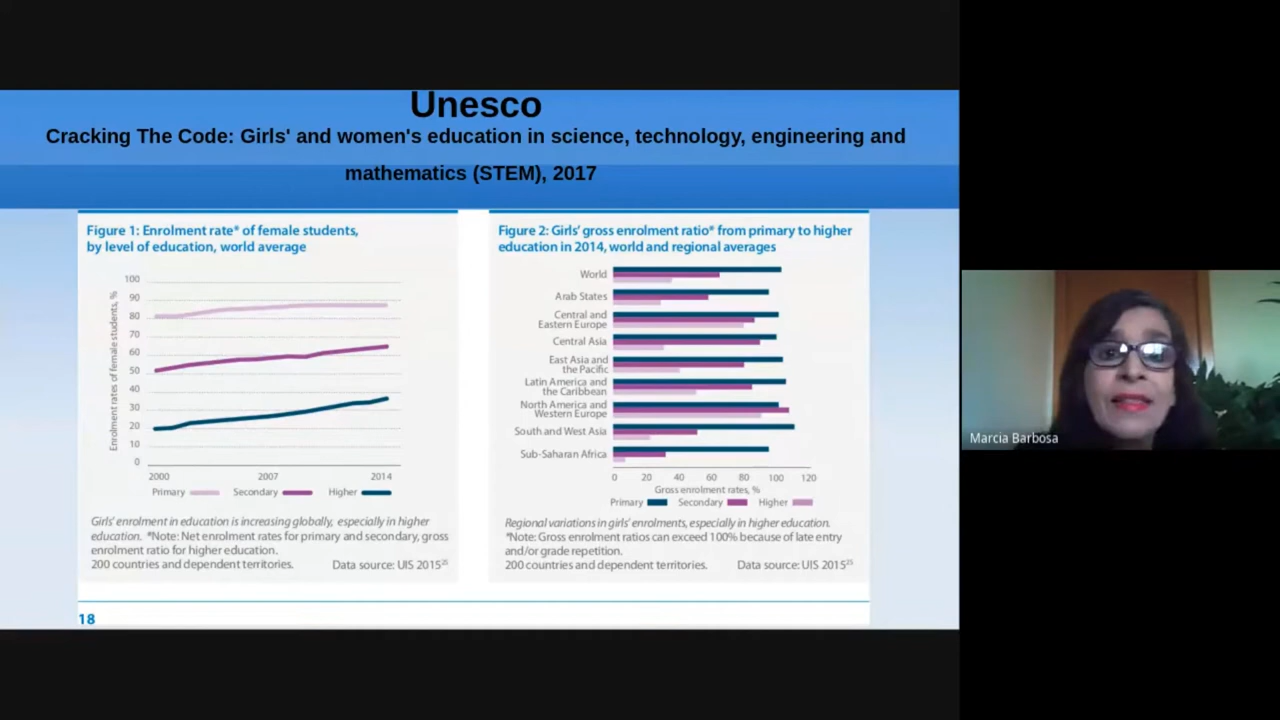 Unesco
Cracking The Code: Girls' and women's education in science, technology, engineering and
mathematics (STEM), 2017
Figure 1: Enrolment rate* of female students,
by level of education, world average
Enrolment rates of female students, %
100
90
80
70
60
50
40
30
20
10
0
2000 2007 2014
Primary Secondary Higher
Girls' enrolment in education is increasing globally, especially in higher
education. *Note: Net enrolment rates for primary and secondary, gross
enrolment ratio for higher education.
200 countries and dependent territories. Data source: UIS 2015²⁵
Figure 2: Girls' gross enrolment ratio* from primary to higher
education in 2014, world and regional averages
World
Arab States
Central and
Eastern Europe
Central Asia
East Asia and
the Pacific
Latin America and
the Caribbean
North America and
Western Europe
South and West Asia
Sub-Saharan Africa
0 20 40 60 80 100 120
Gross enrolment rates, %
Primary Secondary Higher
Regional variations in girls' enrolments, especially in higher education.
*Note: Gross enrolment ratios can exceed 100% because of late entry
and/or grade repetition.
200 countries and dependent territories. Data source: UIS 2015²⁵
18
Marcia Barbosa